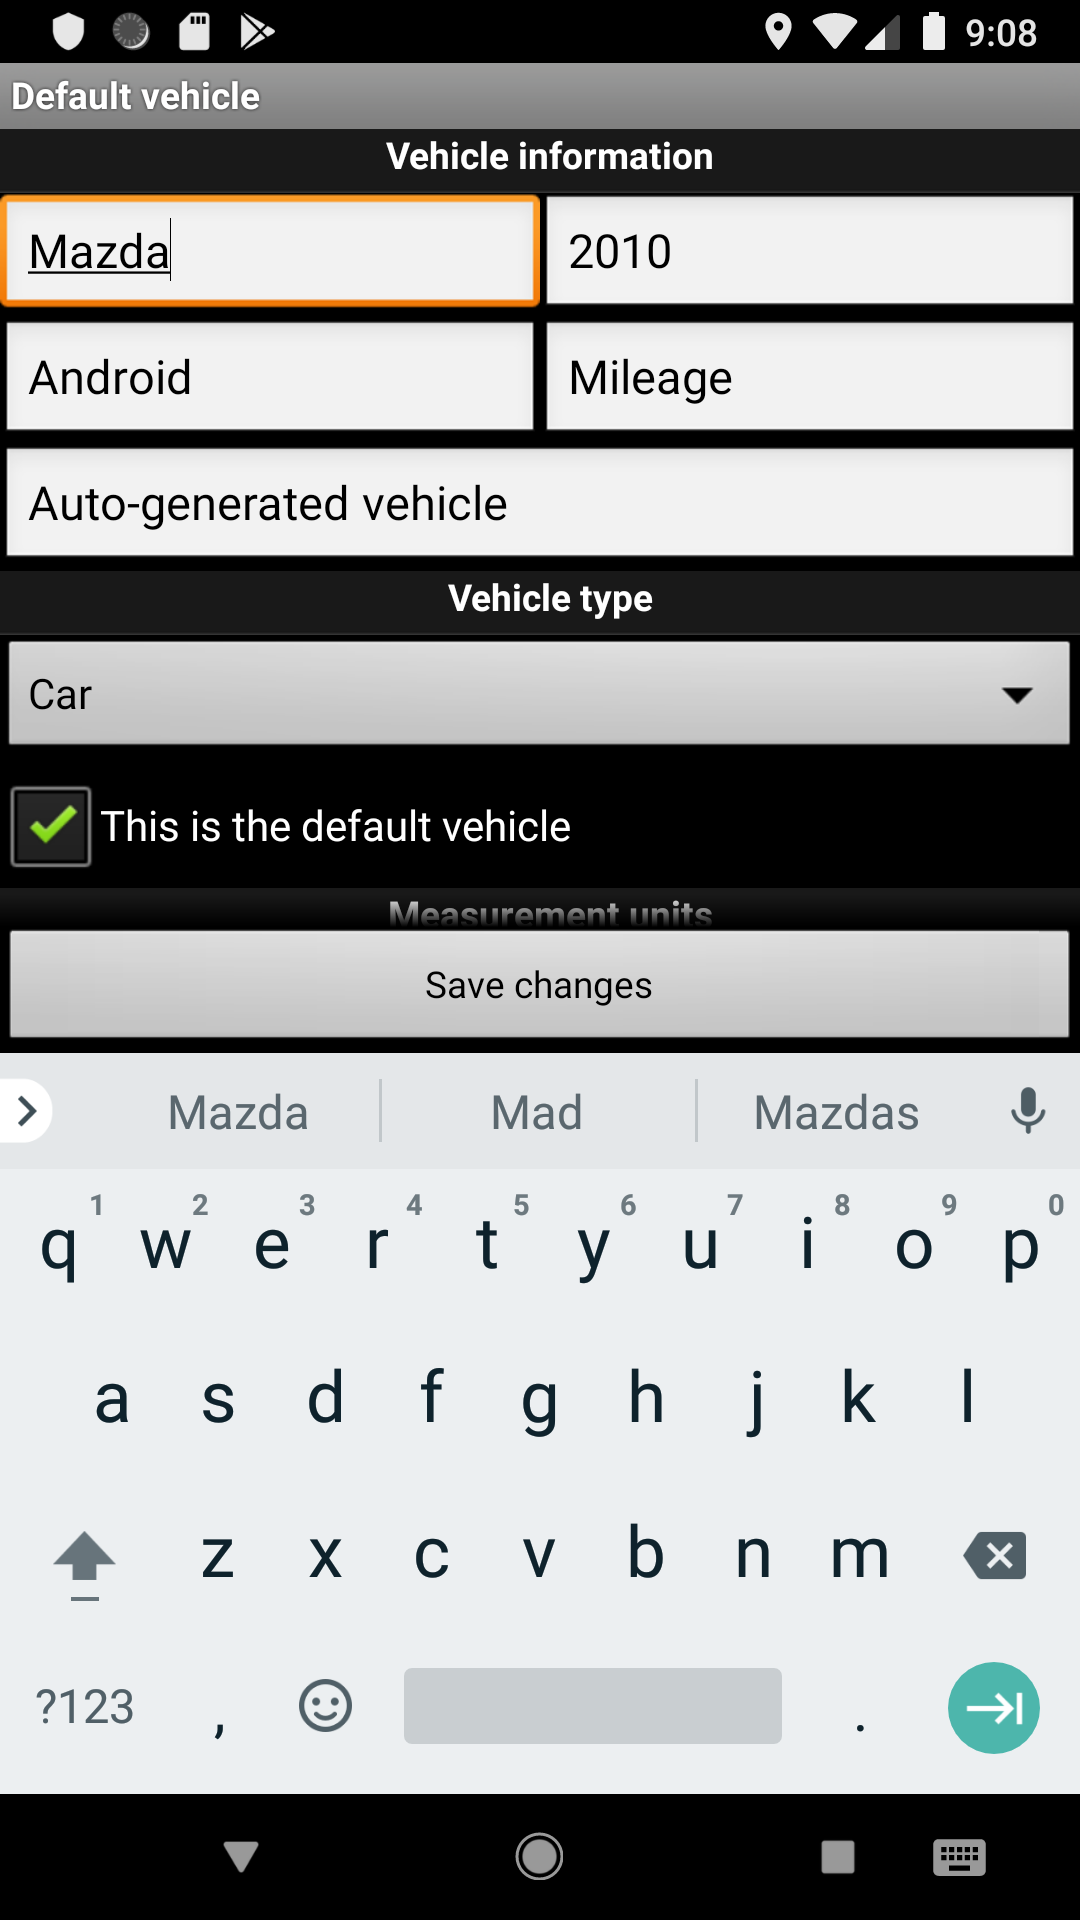 9:08
Default vehicle
Vehicle information
Mazda
2010
Android
Mileage
Auto-generated vehicle
Vehicle type
Car
This is the default vehicle
Measurement units
Save changes
Mazda Mad Mazdas
1 2 3 4 5 6 7 8 9 0
q w e r t y u i o p
a s d f g h j k l
z x c v b n m
?123 , .